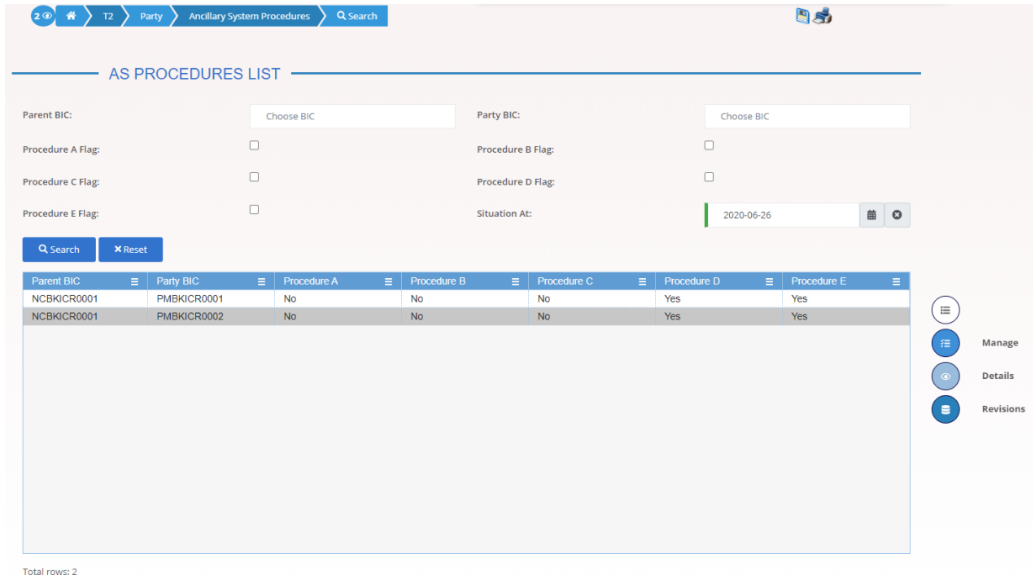 2 T2 Party Ancillary System Procedures Search
AS PROCEDURES LIST
Parent BIC: Choose BIC Party BIC: Choose BIC
Procedure A Flag: Procedure B Flag:
Procedure C Flag: Procedure D Flag:
Procedure E Flag: Situation At: 2020-06-26
Search Reset
Parent BIC Party BIC Procedure A Procedure B Procedure C Procedure D Procedure E
NCBKICR0001 PMBKICR0001 No No No Yes Yes
NCBKICR0001 PMBKICR0002 No No No Yes Yes
Manage
Details
Revisions
Total rows: 2